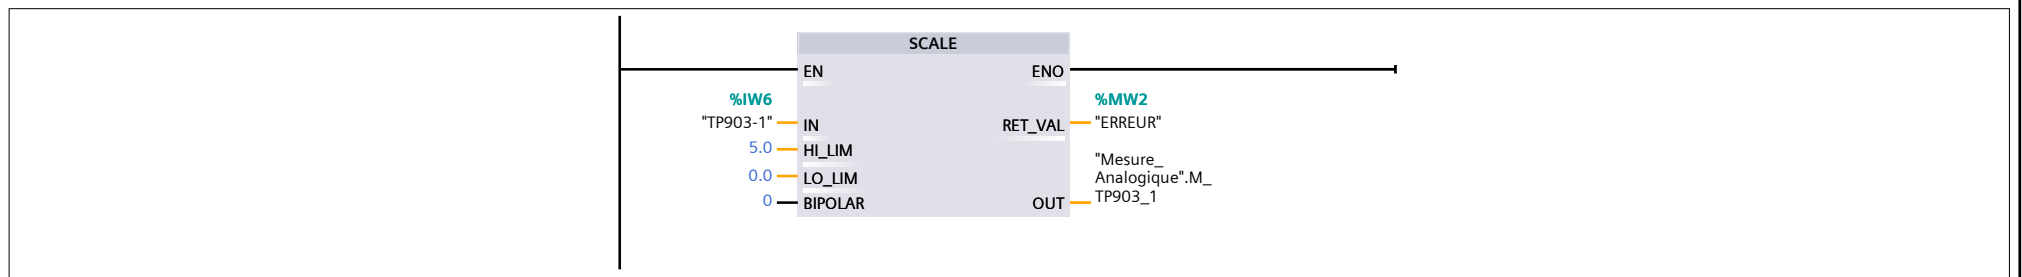 SCALE
EN ENO
%IW6 %MW2
"TP903-1" IN RET_VAL "ERREUR"
5.0 HI_LIM
0.0 LO_LIM
0 BIPOLAR OUT
"Mesure_
Analogique".M_
TP903_1